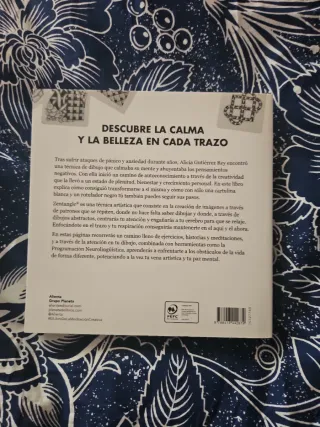 DESCUBRE LA CALMA
Y LA BELLEZA EN CADA TRAZO
Tras sufrir ataques de pánico y ansiedad durante años, Alicia Gutiérrez Rey encontró
una técnica de dibujo que calmaba su mente y ahuyentaba los pensamientos
negativos. Con ella inició un camino de autoconocimiento a través de la creatividad
que la llevó a un estado de plenitud, bienestar y crecimiento personal. En este libro
explica cómo consiguió transformarse a sí misma y como con sólo una cartulina
blanca y un rotulador negro tú también puedes seguir sus pasos.
Zentangle® es una técnica artística que consiste en la creación de imágenes a través
de patrones que se repiten, donde no hace falta saber dibujar y donde, a través de
dibujos abstractos, centrarás tu atención y engañarás a tu cerebro para que se relaje.
Enfocándote en el trazo y tu respiración conseguirás mantenerte en el aquí y el ahora.
En estas páginas recorrerás un camino lleno de ejercicios, historias y meditaciones,
y a través de la atención en tu dibujo, combinada con herramientas como la
Programación Neurolingüística, aprenderás a enfrentarte a los obstáculos de la vida
de forma diferente, potenciando a la vez tu vena artística y tu paz mental.
Alienta
Grupo Planeta
PEFC